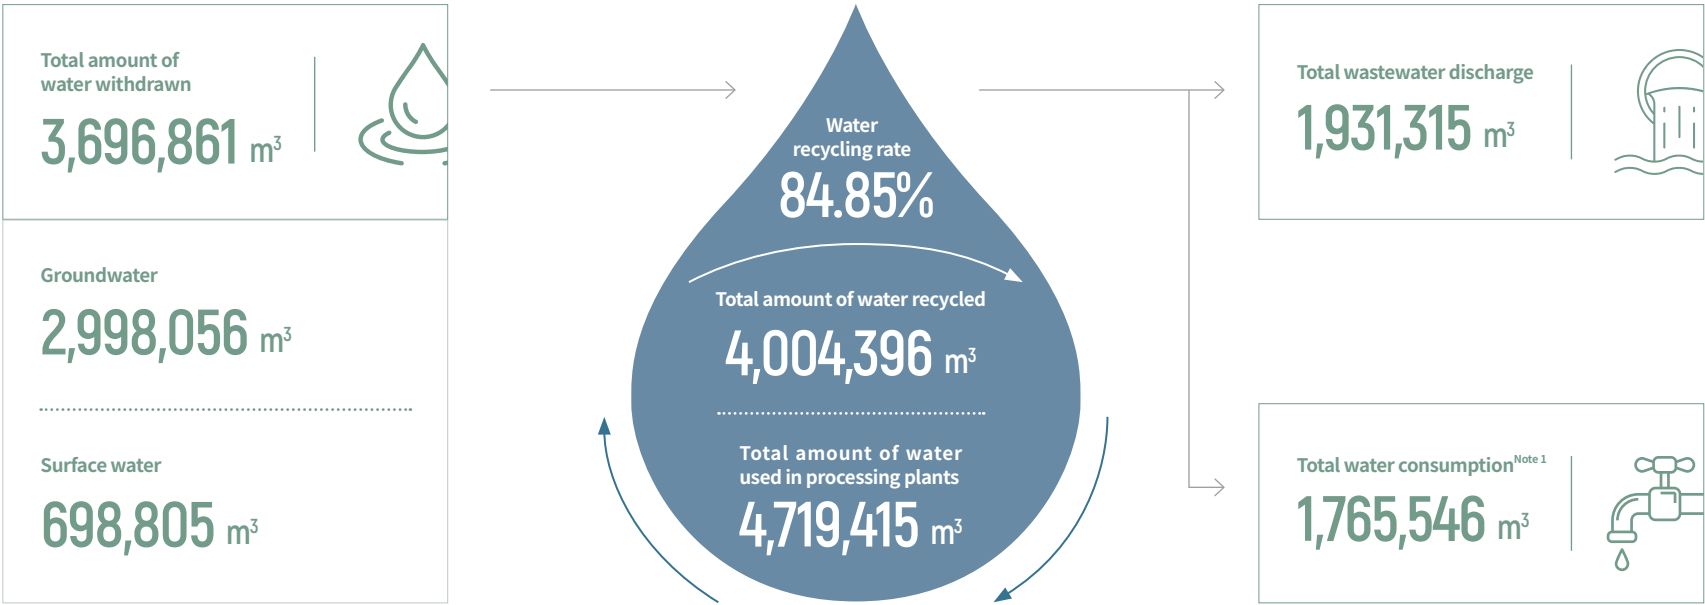 Total amount of
water withdrawn
3,696,861 m³
Groundwater
2,998,056 m³
Surface water
698,805 m³
Water
recycling rate
84.85%
Total amount of water recycled
4,004,396 m³
Total amount of water
used in processing plants
4,719,415 m³
Total wastewater discharge
1,931,315 m³
Total water consumption Note 1
1,765,546 m³